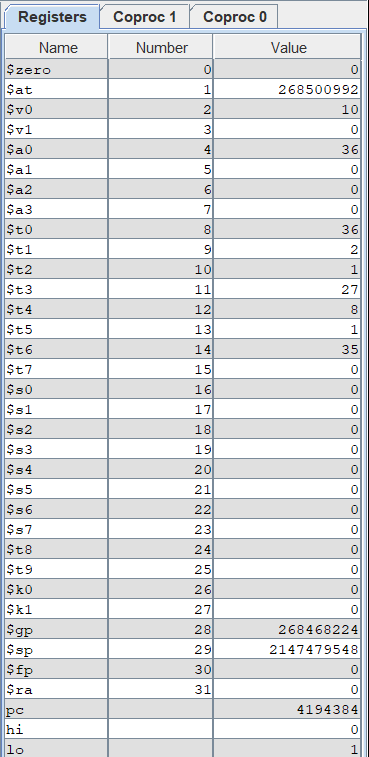 Registers Coproc 1 Coproc 0
Name Number Value
$zero 0 0
$at 1 268500992
$v0 2 10
$v1 3 0
$a0 4 36
$a1 5 0
$a2 6 0
$a3 7 0
$t0 8 36
$t1 9 2
$t2 10 1
$t3 11 27
$t4 12 8
$t5 13 1
$t6 14 35
$t7 15 0
$s0 16 0
$s1 17 0
$s2 18 0
$s3 19 0
$s4 20 0
$s5 21 0
$s6 22 0
$s7 23 0
$t8 24 0
$t9 25 0
$k0 26 0
$k1 27 0
$gp 28 268468224
$sp 29 2147479548
$fp 30 0
$ra 31 0
pc 4194384
hi 0
lo 1